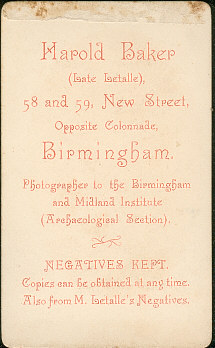 Harold Baker
(Late Letalle),
58 and 59, New Street,
Opposite Colonnade,
Birmingham.
Photographer to the Birmingham
and Midland Institute
(Archæological Section).
NEGATIVES KEPT.
Copies can be obtained at any time.
Also from M. Letalle's Negatives.